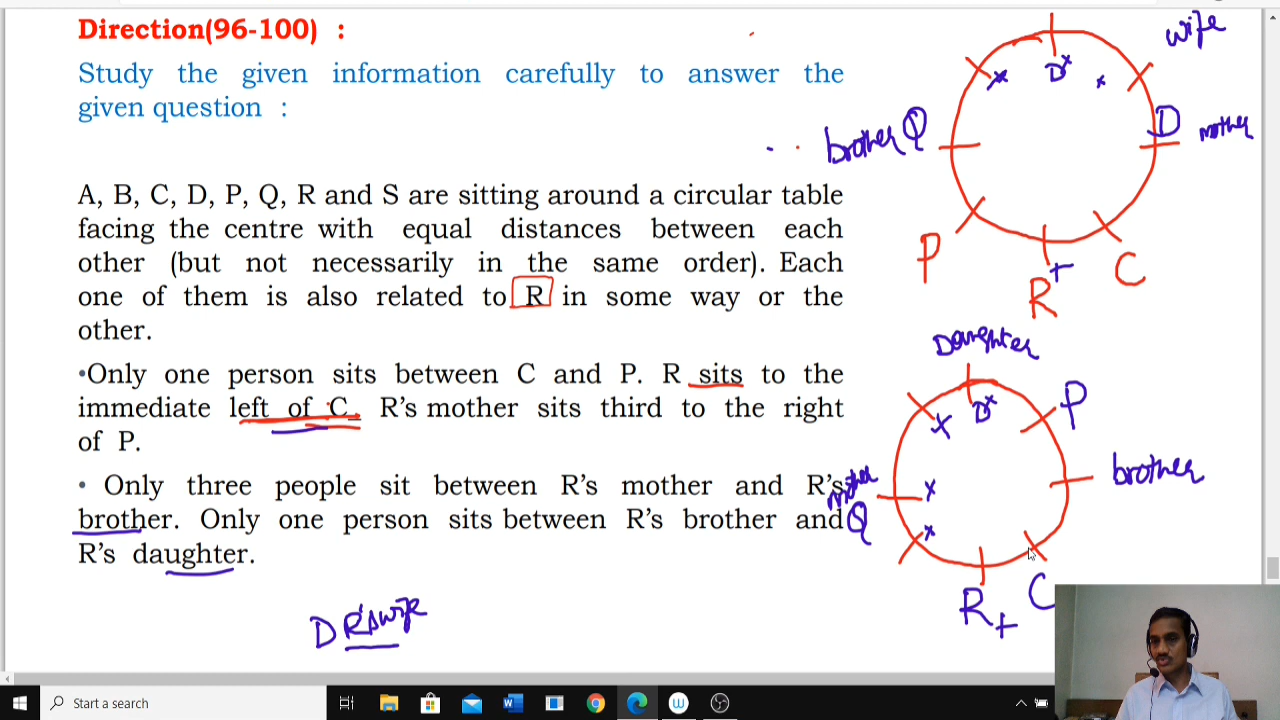 Direction(96-100) :
Study the given information carefully to answer the
given question :
A, B, C, D, P, Q, R and S are sitting around a circular table
facing the centre with equal distances between each
other (but not necessarily in the same order). Each
one of them is also related to R in some way or the
other.
•Only one person sits between C and P. R sits to the
immediate left of C. R's mother sits third to the right
of P.
• Only three people sit between R's mother and R's
brother. Only one person sits between R's brother and
R's daughter.
D R's wife
wife
D
D mother
brother Q
P
C
R+
Daughter
D
P
mother
brother
Q
R+
C
Start a search